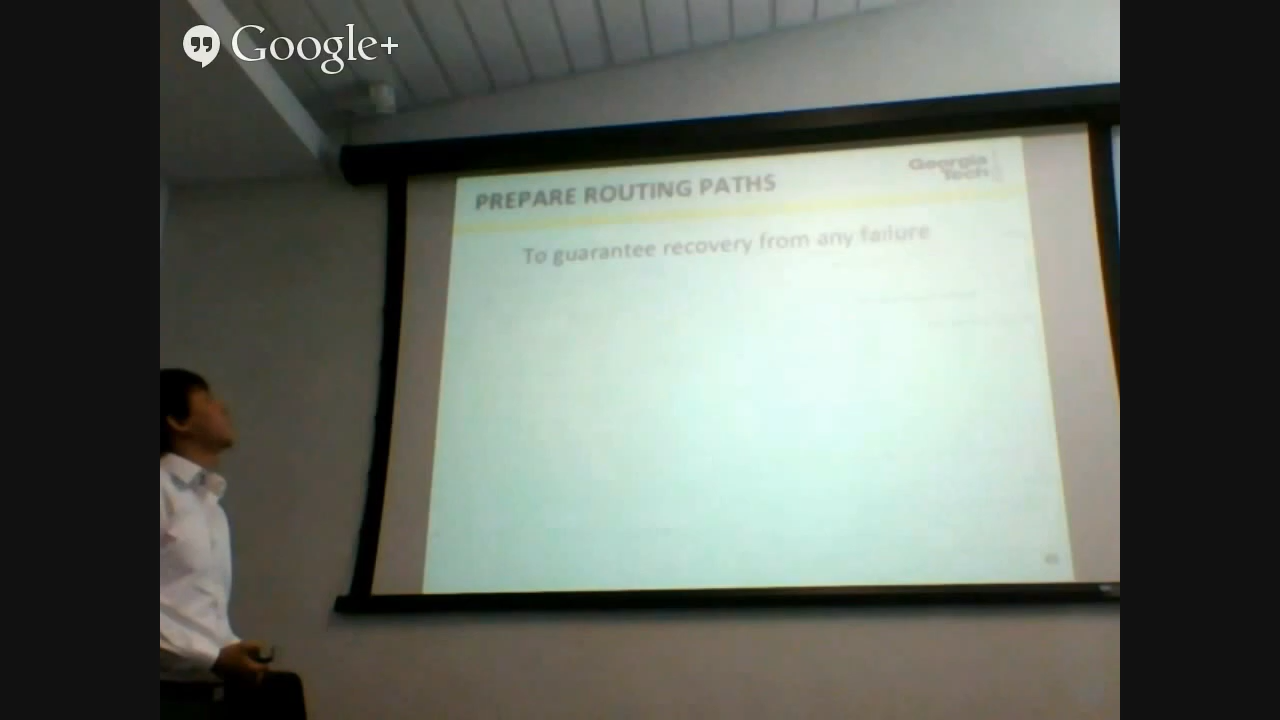 Google+
Georgia
Tech
PREPARE ROUTING PATHS
To guarantee recovery from any failure